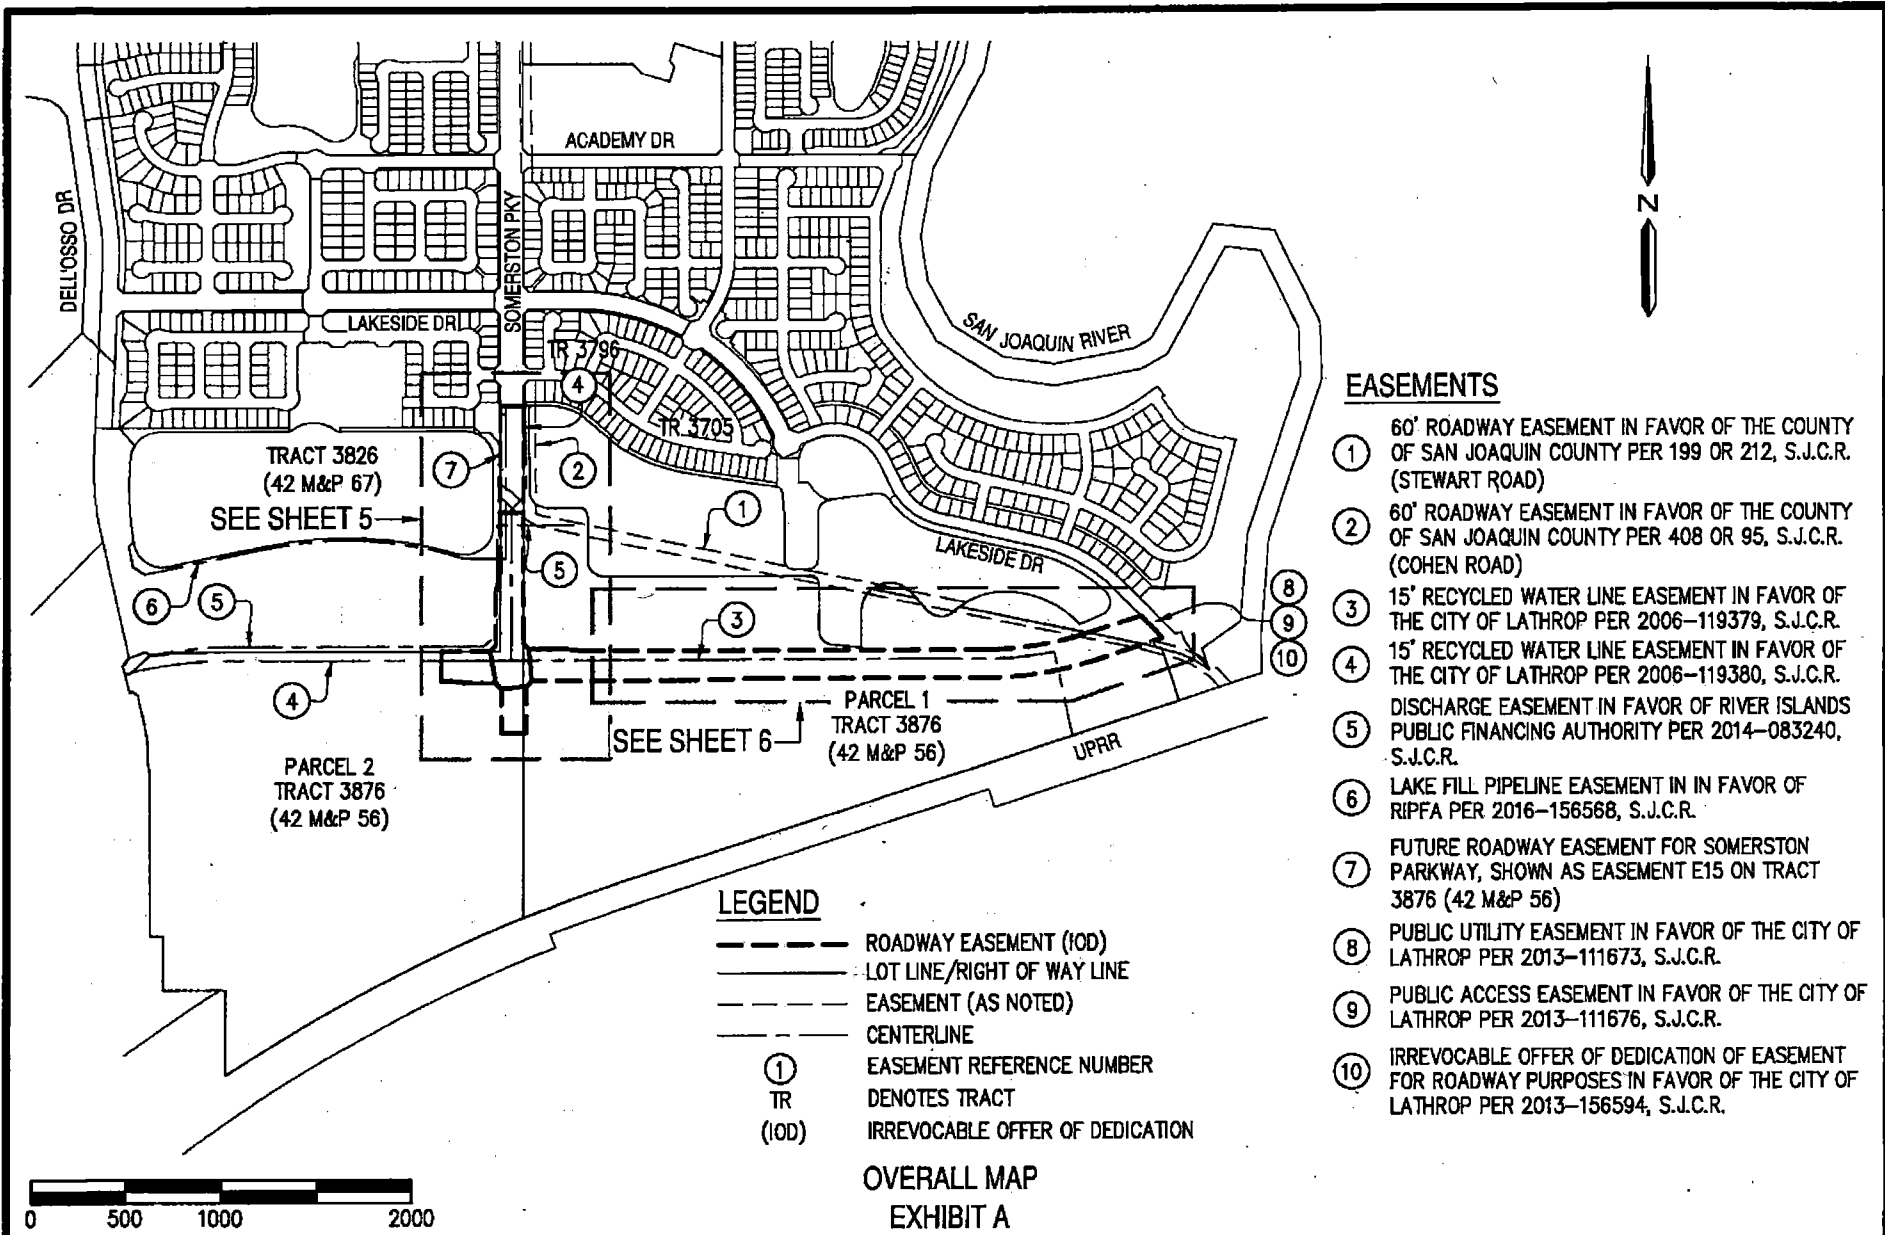 ACADEMY DR
DELL'OSSO DR
SOMERSTON PKY
LAKESIDE DR
SAN JOAQUIN RIVER
TR 3796
4
TR 3705
TRACT 3826
(42 M&P 67)
7
2
SEE SHEET 5
1
LAKESIDE DR
5
6
5
3
8
9
10
4
PARCEL 1
TRACT 3876
(42 M&P 56)
SEE SHEET 6
UPRR
PARCEL 2
TRACT 3876
(42 M&P 56)
N
EASEMENTS
1 60' ROADWAY EASEMENT IN FAVOR OF THE COUNTY
OF SAN JOAQUIN COUNTY PER 199 OR 212, S.J.C.R.
(STEWART ROAD)
2 60' ROADWAY EASEMENT IN FAVOR OF THE COUNTY
OF SAN JOAQUIN COUNTY PER 408 OR 95, S.J.C.R.
(COHEN ROAD)
3 15' RECYCLED WATER LINE EASEMENT IN FAVOR OF
THE CITY OF LATHROP PER 2006-119379, S.J.C.R.
4 15' RECYCLED WATER LINE EASEMENT IN FAVOR OF
THE CITY OF LATHROP PER 2006-119380, S.J.C.R.
5 DISCHARGE EASEMENT IN FAVOR OF RIVER ISLANDS
PUBLIC FINANCING AUTHORITY PER 2014-083240,
S.J.C.R.
6 LAKE FILL PIPELINE EASEMENT IN IN FAVOR OF
RIPFA PER 2016-156568, S.J.C.R.
7 FUTURE ROADWAY EASEMENT FOR SOMERSTON
PARKWAY, SHOWN AS EASEMENT E15 ON TRACT
3876 (42 M&P 56)
8 PUBLIC UTILITY EASEMENT IN FAVOR OF THE CITY OF
LATHROP PER 2013-111673, S.J.C.R.
9 PUBLIC ACCESS EASEMENT IN FAVOR OF THE CITY OF
LATHROP PER 2013-111676, S.J.C.R.
10 IRREVOCABLE OFFER OF DEDICATION OF EASEMENT
FOR ROADWAY PURPOSES IN FAVOR OF THE CITY OF
LATHROP PER 2013-156594, S.J.C.R.
LEGEND
ROADWAY EASEMENT (IOD)
LOT LINE/RIGHT OF WAY LINE
EASEMENT (AS NOTED)
CENTERLINE
1 EASEMENT REFERENCE NUMBER
TR DENOTES TRACT
(IOD) IRREVOCABLE OFFER OF DEDICATION
0 500 1000 2000
OVERALL MAP
EXHIBIT A